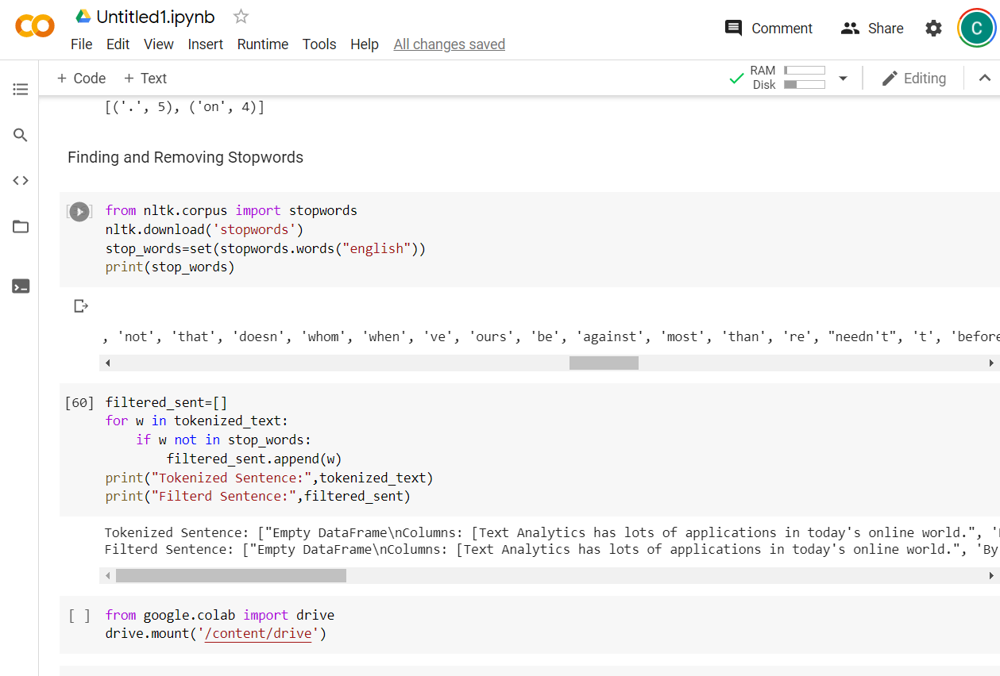 Untitled1.ipynb
File Edit View Insert Runtime Tools Help All changes saved
Comment Share C
+ Code + Text
RAM
Disk
Editing
[('.', 5), ('on', 4)]
Finding and Removing Stopwords
from nltk.corpus import stopwords
nltk.download('stopwords')
stop_words=set(stopwords.words("english"))
print(stop_words)
, 'not', 'that', 'doesn', 'whom', 'when', 've', 'ours', 'be', 'against', 'most', 'than', 're', "needn't", 't', 'before
[60] filtered_sent=[]
for w in tokenized_text:
    if w not in stop_words:
        filtered_sent.append(w)
print("Tokenized Sentence:",tokenized_text)
print("Filterd Sentence:",filtered_sent)
Tokenized Sentence: ["Empty DataFrame\nColumns: [Text Analytics has lots of applications in today's online world.", '
Filterd Sentence: ["Empty DataFrame\nColumns: [Text Analytics has lots of applications in today's online world.", 'By
[ ] from google.colab import drive
drive.mount('/content/drive')